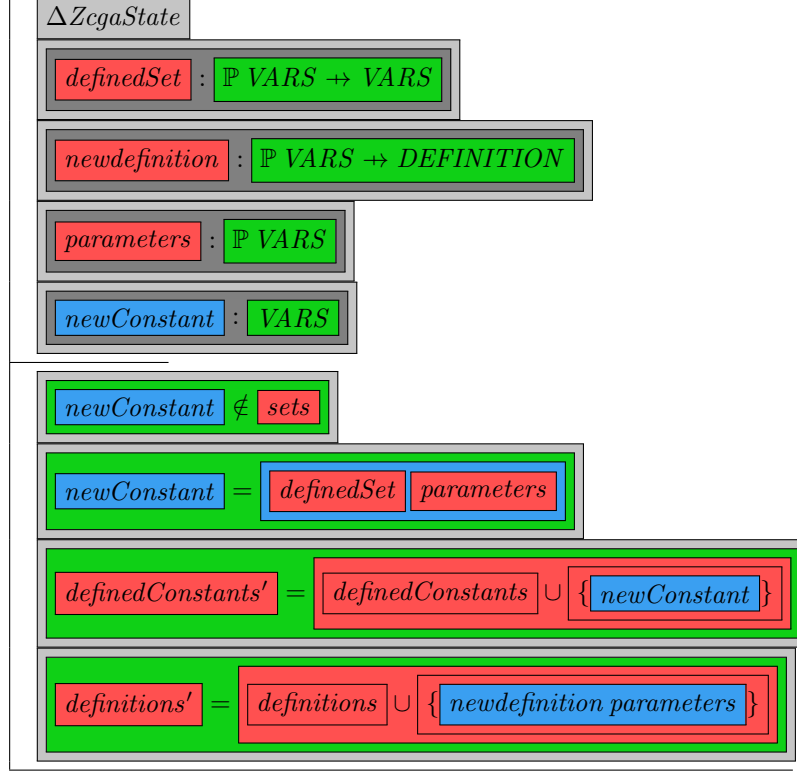 ΔZcgaState
definedSet : ℙ VARS ⇸ VARS
newdefinition : ℙ VARS ⇸ DEFINITION
parameters : ℙ VARS
newConstant : VARS
newConstant ∉ sets
newConstant = definedSet parameters
definedConstants′ = definedConstants ∪ {newConstant}
definitions′ = definitions ∪ {newdefinition parameters}